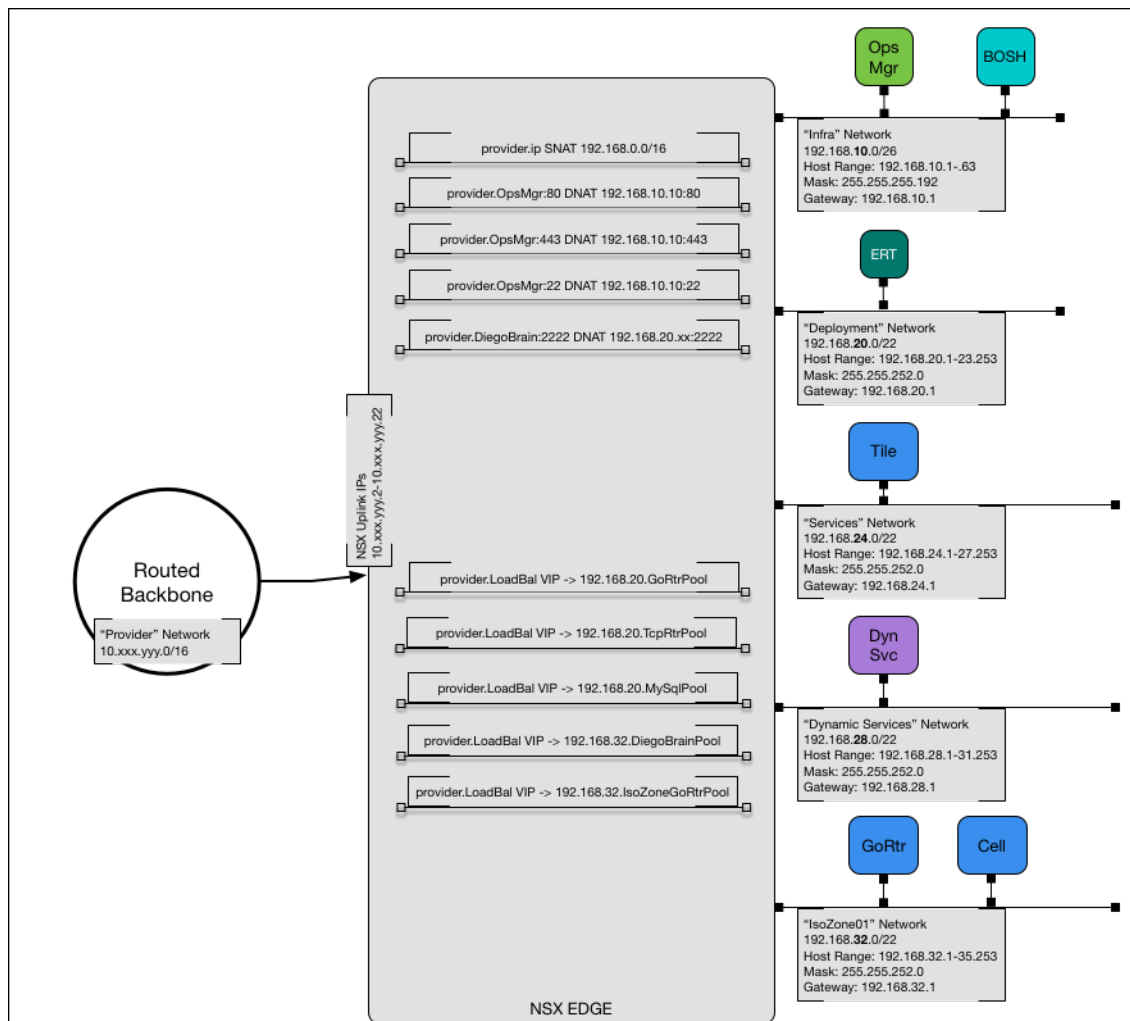 Ops
Mgr
BOSH
provider.ip SNAT 192.168.0.0/16
provider.OpsMgr:80 DNAT 192.168.10.10:80
provider.OpsMgr:443 DNAT 192.168.10.10:443
provider.OpsMgr:22 DNAT 192.168.10.10:22
provider.DiegoBrain:2222 DNAT 192.168.20.xx:2222
“Infra” Network
192.168.10.0/26
Host Range: 192.168.10.1-.63
Mask: 255.255.255.192
Gateway: 192.168.10.1
ERT
“Deployment” Network
192.168.20.0/22
Host Range: 192.168.20.1-23.253
Mask: 255.255.252.0
Gateway: 192.168.20.1
NSX Uplink IPs
10.xxx.yyy.2-10.xxx.yyy.22
Tile
“Services” Network
192.168.24.0/22
Host Range: 192.168.24.1-27.253
Mask: 255.255.252.0
Gateway: 192.168.24.1
Routed
Backbone
“Provider” Network
10.xxx.yyy.0/16
provider.LoadBal VIP -> 192.168.20.GoRtrPool
provider.LoadBal VIP -> 192.168.20.TcpRtrPool
provider.LoadBal VIP -> 192.168.20.MySqlPool
provider.LoadBal VIP -> 192.168.32.DiegoBrainPool
provider.LoadBal VIP -> 192.168.32.IsoZoneGoRtrPool
Dyn
Svc
“Dynamic Services” Network
192.168.28.0/22
Host Range: 192.168.28.1-31.253
Mask: 255.255.252.0
Gateway: 192.168.28.1
GoRtr
Cell
“IsoZone01” Network
192.168.32.0/22
Host Range: 192.168.32.1-35.253
Mask: 255.255.252.0
Gateway: 192.168.32.1
NSX EDGE